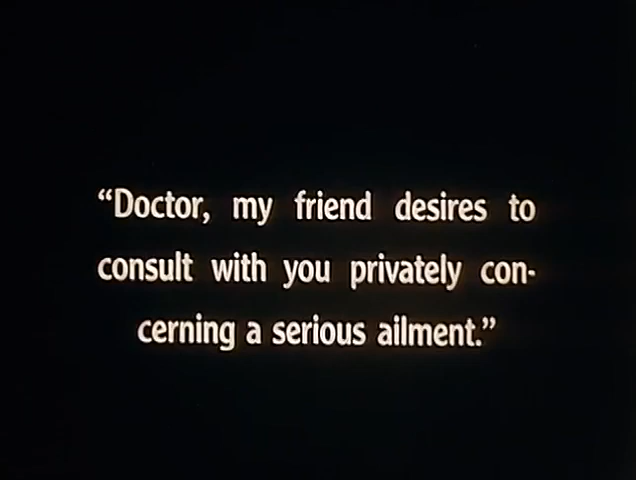 “Doctor, my friend desires to
consult with you privately con-
cerning a serious ailment.”